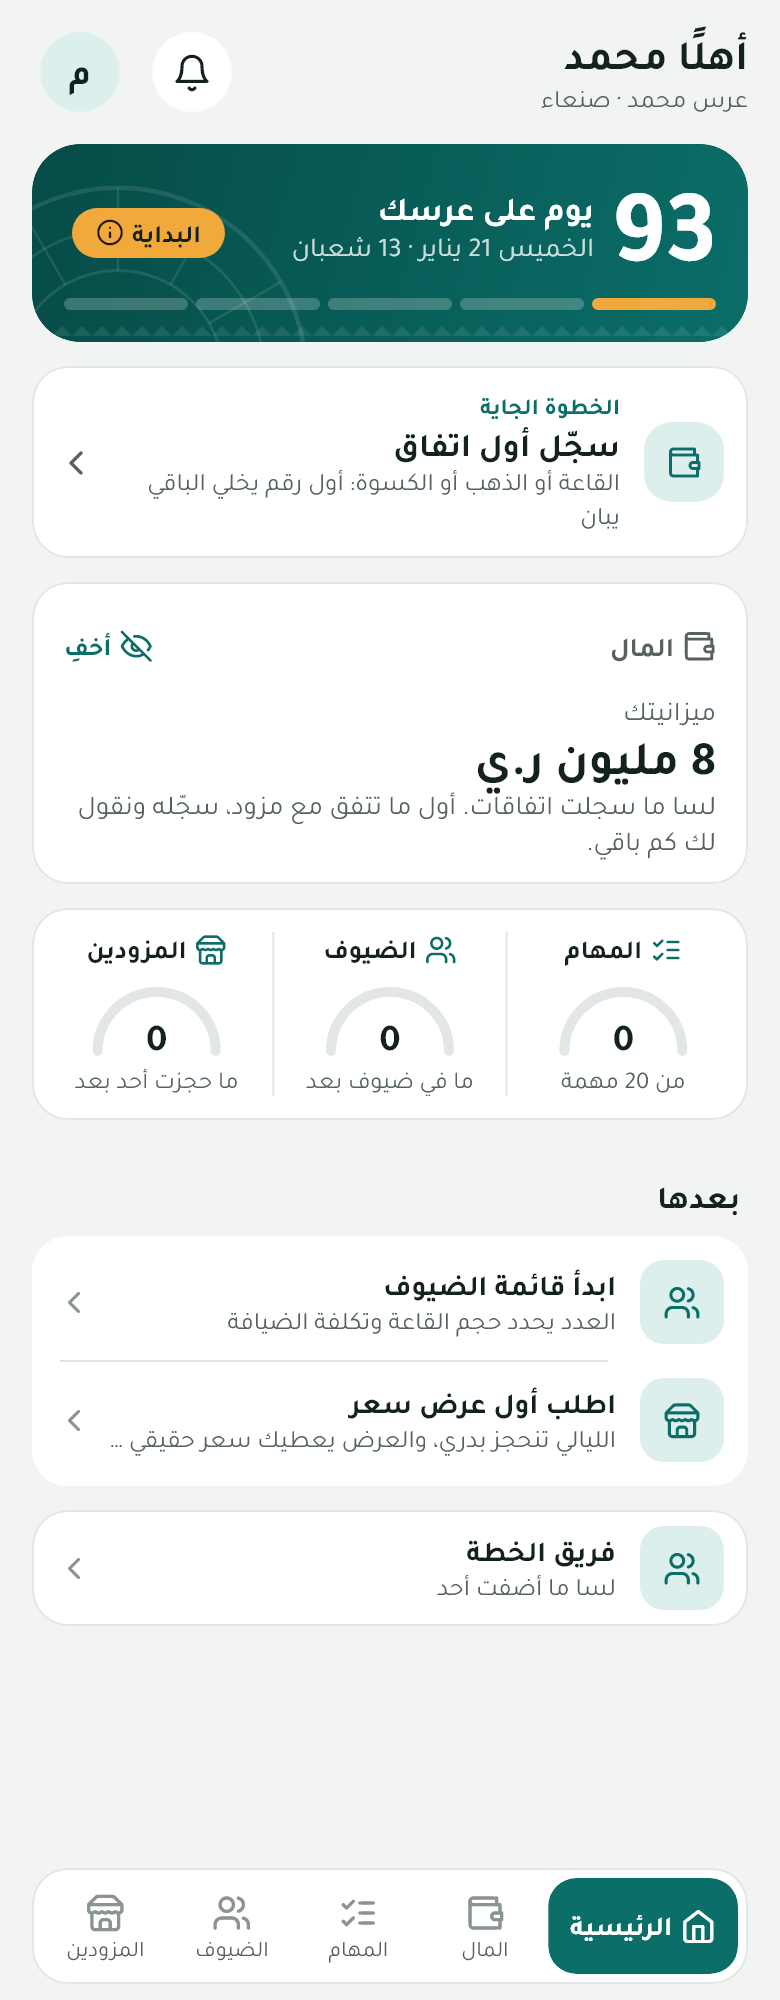 أهلًا محمد
عرس محمد · صنعاء
م
93
يوم على عرسك
الخميس 21 يناير · 13 شعبان
البداية
الخطوة الجاية
سجّل أول اتفاق
القاعة أو الذهب أو الكسوة: أول رقم يخلي الباقي
يبان
المال
أخفِ
ميزانيتك
8 مليون ر.ي
لسا ما سجلت اتفاقات. أول ما تتفق مع مزود، سجّله ونقول
لك كم باقي.
المهام
0
من 20 مهمة
الضيوف
0
ما في ضيوف بعد
المزودين
0
ما حجزت أحد بعد
بعدها
ابدأ قائمة الضيوف
العدد يحدد حجم القاعة وتكلفة الضيافة
اطلب أول عرض سعر
الليالي تنحجز بدري، والعرض يعطيك سعر حقيقي ...
فريق الخطة
لسا ما أضفت أحد
الرئيسية
المال
المهام
الضيوف
المزودين